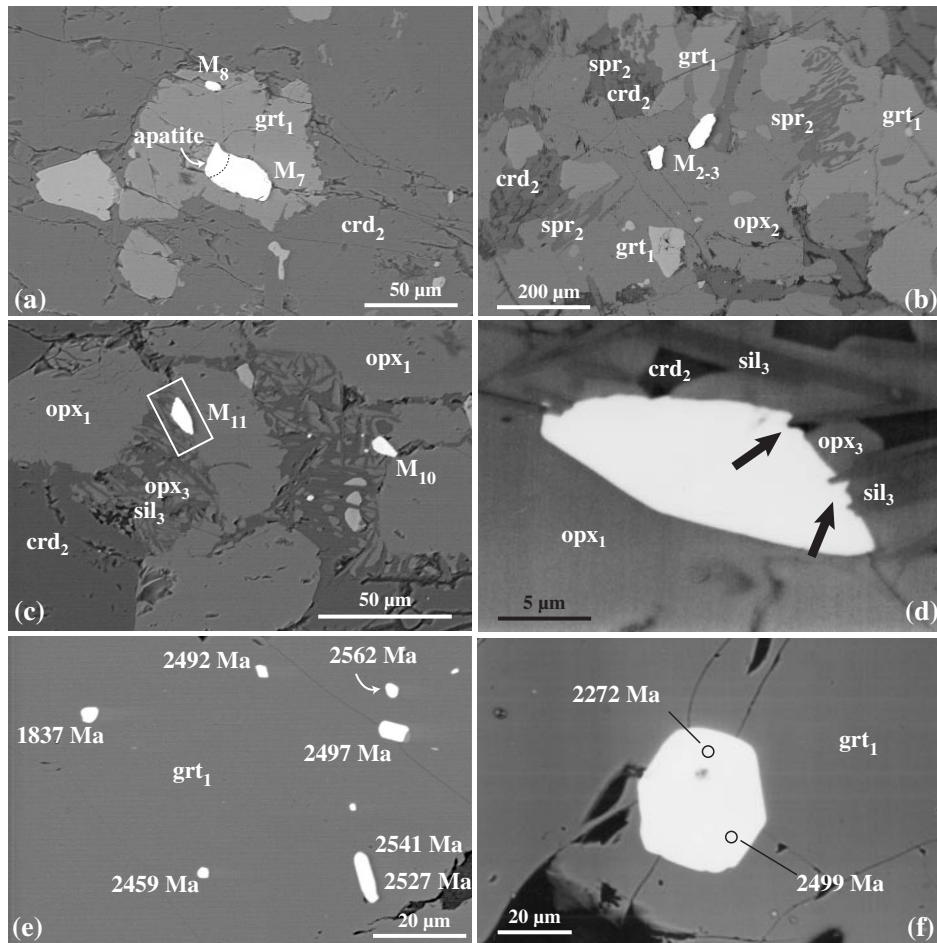 M8
grt1
apatite
M7
crd2
(a)
50 µm
spr2
grt1
crd2
spr2
grt1
M2-3
crd2
spr2
opx2
grt1
200 µm
(b)
opx1
opx1
M11
M10
opx3
sil3
crd2
(c)
50 µm
sil3
crd2
opx3
sil3
opx1
5 µm
(d)
2492 Ma
2562 Ma
1837 Ma
2497 Ma
grt1
2541 Ma
2459 Ma
2527 Ma
(e)
20 µm
2272 Ma
grt1
2499 Ma
20 µm
(f)